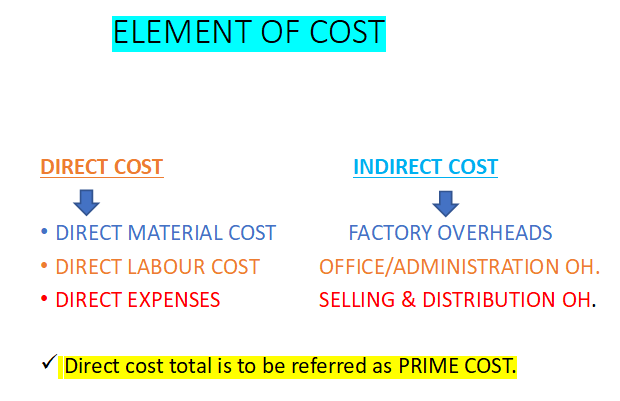 ELEMENT OF COST
DIRECT COST INDIRECT COST
• DIRECT MATERIAL COST FACTORY OVERHEADS
• DIRECT LABOUR COST OFFICE/ADMINISTRATION OH.
• DIRECT EXPENSES SELLING & DISTRIBUTION OH.
✓ Direct cost total is to be referred as PRIME COST.